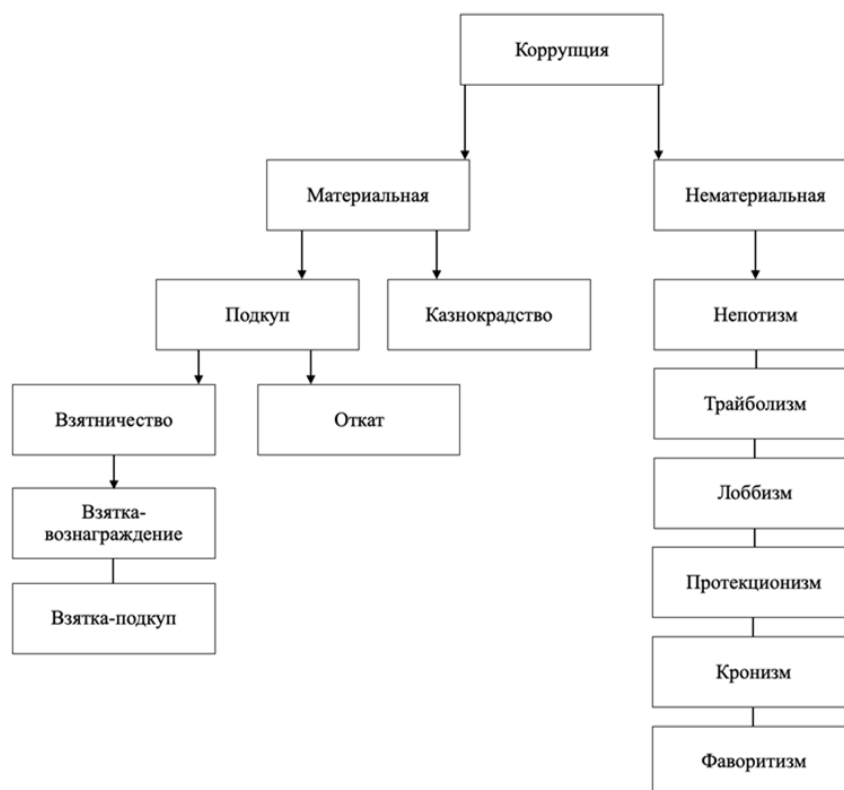 Коррупция
Материальная
Нематериальная
Подкуп
Казнокрадство
Непотизм
Взятничество
Откат
Трайболизм
Взятка-
вознаграждение
Лоббизм
Взятка-подкуп
Протекционизм
Кронизм
Фаворитизм